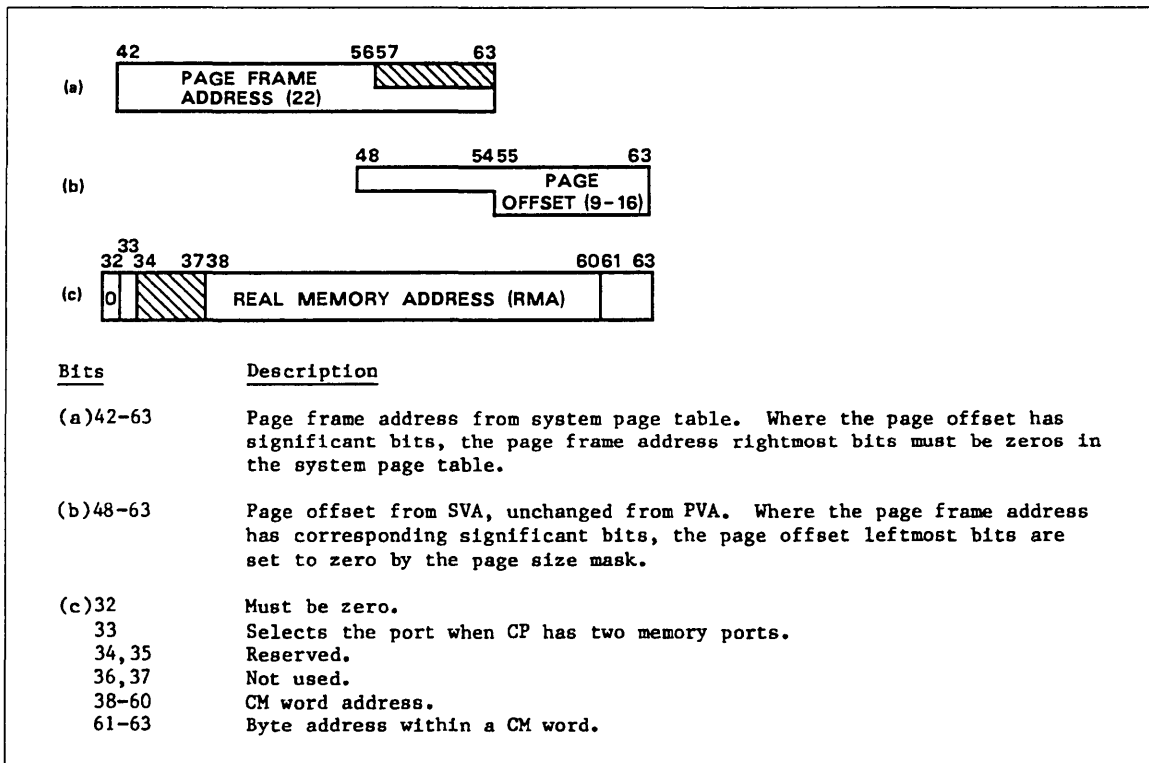 42 5657 63
(a) PAGE FRAME
ADDRESS (22)
48 5455 63
(b) PAGE
OFFSET (9-16)
33
32 34 3738 6061 63
(c) 0 REAL MEMORY ADDRESS (RMA)
Bits Description
(a)42-63 Page frame address from system page table. Where the page offset has
significant bits, the page frame address rightmost bits must be zeros in
the system page table.
(b)48-63 Page offset from SVA, unchanged from PVA. Where the page frame address
has corresponding significant bits, the page offset leftmost bits are
set to zero by the page size mask.
(c)32 Must be zero.
33 Selects the port when CP has two memory ports.
34,35 Reserved.
36,37 Not used.
38-60 CM word address.
61-63 Byte address within a CM word.